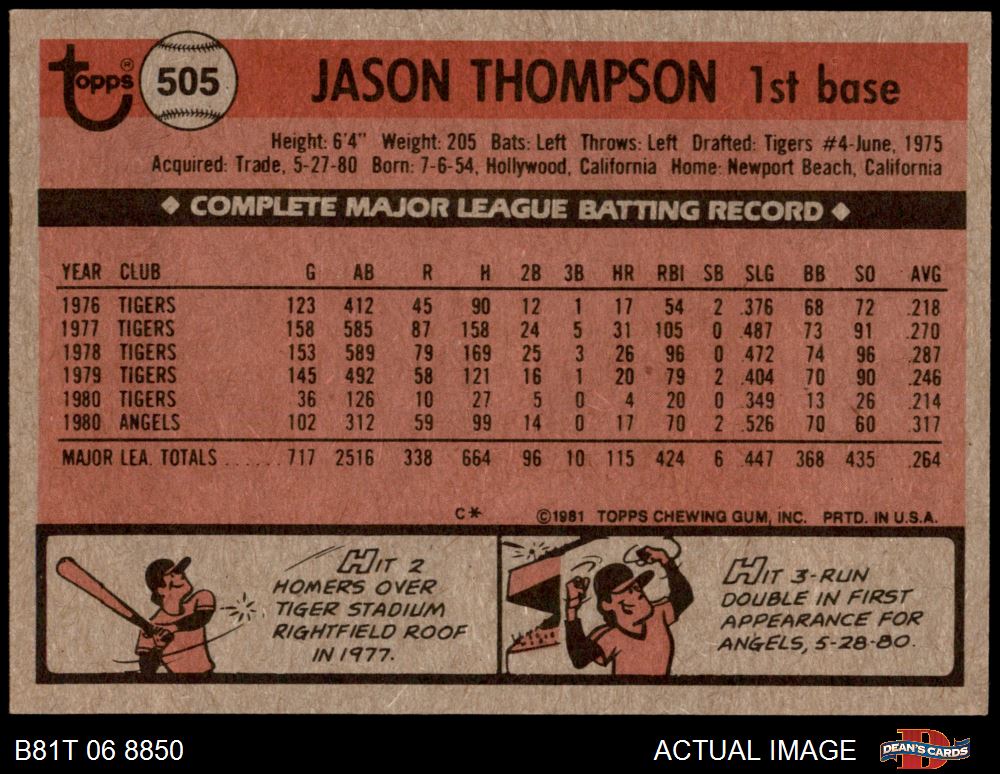 topps®
505
JASON THOMPSON 1st base
Height: 6'4" Weight: 205 Bats: Left Throws: Left Drafted: Tigers #4-June, 1975
Acquired: Trade, 5-27-80 Born: 7-6-54, Hollywood, California Home: Newport Beach, California
◆ COMPLETE MAJOR LEAGUE BATTING RECORD ◆
YEAR CLUB G AB R H 2B 3B HR RBI SB SLG BB SO AVG
1976 TIGERS 123 412 45 90 12 1 17 54 2 .376 68 72 .218
1977 TIGERS 158 585 87 158 24 5 31 105 0 .487 73 91 .270
1978 TIGERS 153 589 79 169 25 3 26 96 0 .472 74 96 .287
1979 TIGERS 145 492 58 121 16 1 20 79 2 .404 70 90 .246
1980 TIGERS 36 126 10 27 5 0 4 20 0 .349 13 26 .214
1980 ANGELS 102 312 59 99 14 0 17 70 2 .526 70 60 .317
MAJOR LEA. TOTALS ...... 717 2516 338 664 96 10 115 424 6 .447 368 435 .264
C* ©1981 TOPPS CHEWING GUM, INC. PRTD. IN U.S.A.
HIT 2
HOMERS OVER
TIGER STADIUM
RIGHTFIELD ROOF
IN 1977.
HIT 3-RUN
DOUBLE IN FIRST
APPEARANCE FOR
ANGELS, 5-28-80.
B81T 06 8850 ACTUAL IMAGE DEAN'S CARDS